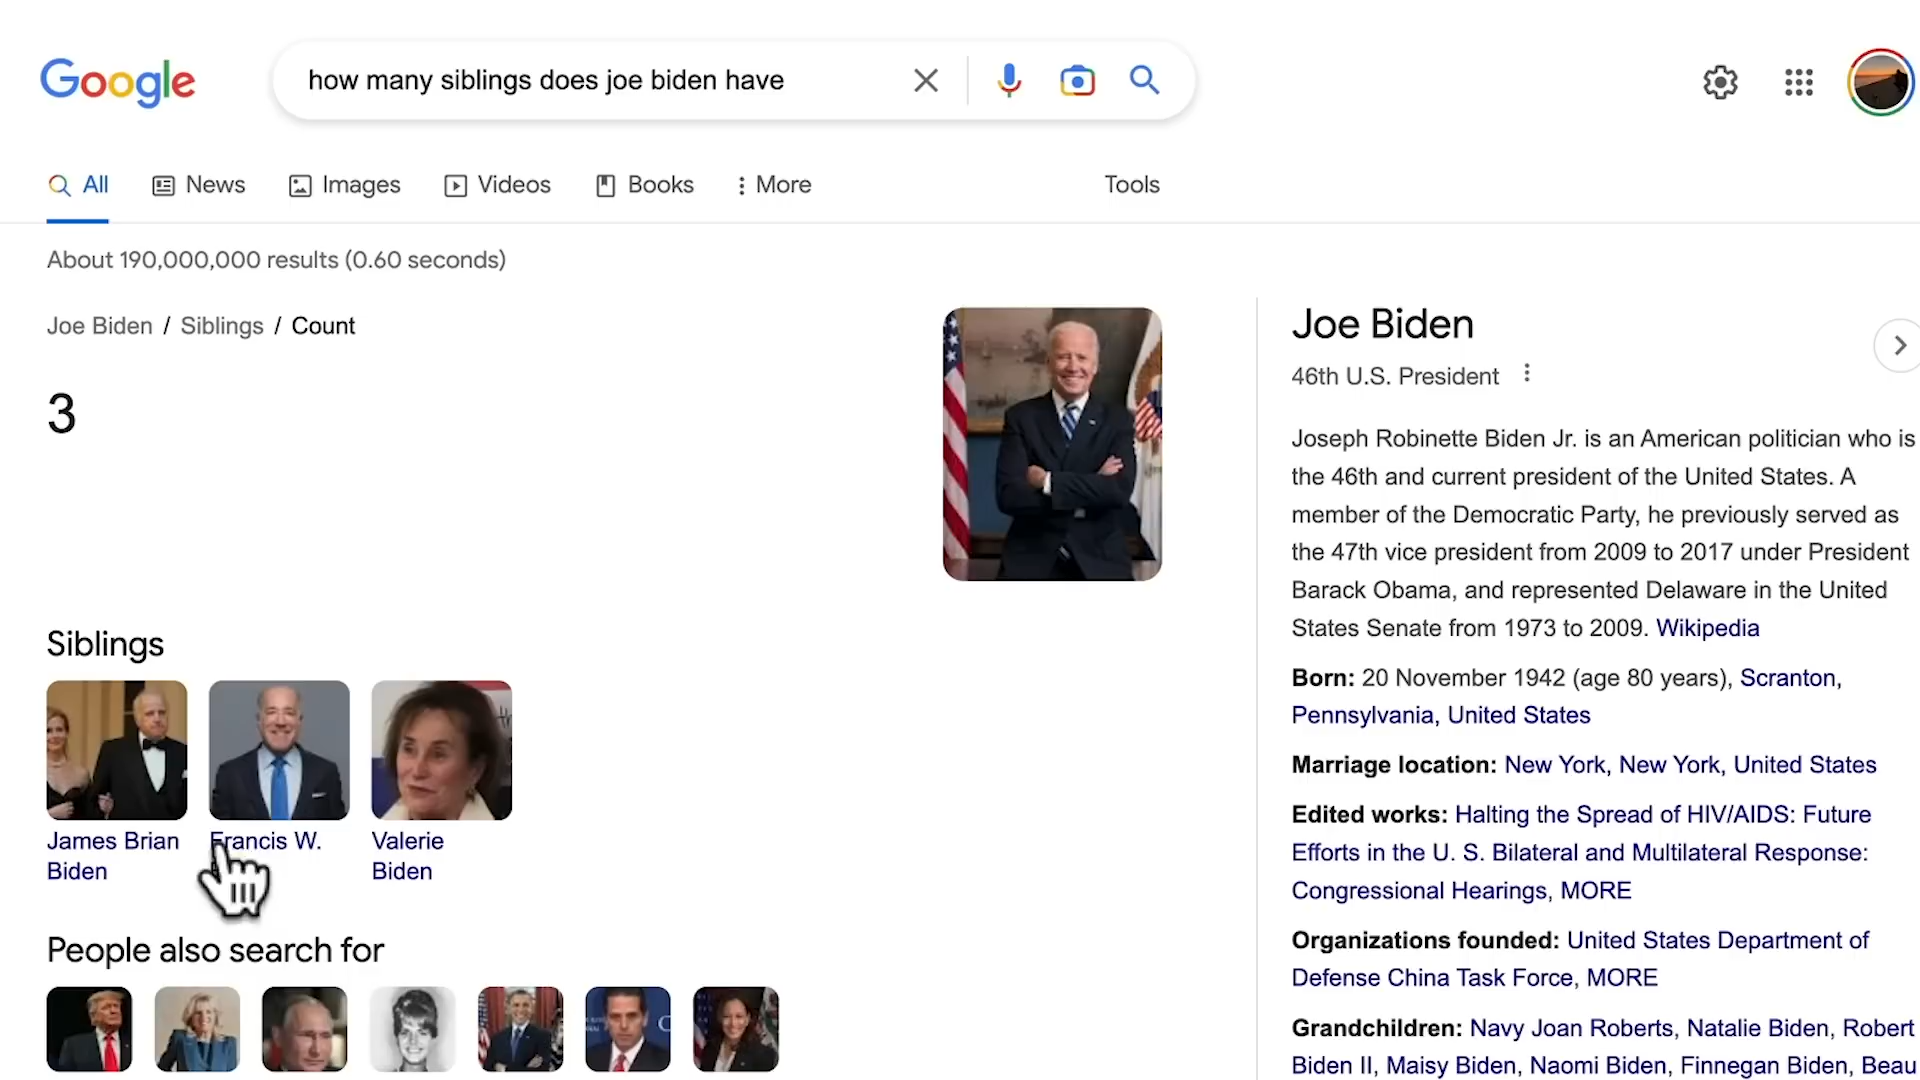 Google
how many siblings does joe biden have
All
News
Images
Videos
Books
More
Tools
About 190,000,000 results (0.60 seconds)
Joe Biden / Siblings / Count
3
Joe Biden
46th U.S. President
Joseph Robinette Biden Jr. is an American politician who is
the 46th and current president of the United States. A
member of the Democratic Party, he previously served as
the 47th vice president from 2009 to 2017 under President
Barack Obama, and represented Delaware in the United
States Senate from 1973 to 2009. Wikipedia
Born: 20 November 1942 (age 80 years), Scranton,
Pennsylvania, United States
Marriage location: New York, New York, United States
Edited works: Halting the Spread of HIV/AIDS: Future
Efforts in the U. S. Bilateral and Multilateral Response:
Congressional Hearings, MORE
Organizations founded: United States Department of
Defense China Task Force, MORE
Grandchildren: Navy Joan Roberts, Natalie Biden, Robert
Biden II, Maisy Biden, Naomi Biden, Finnegan Biden, Beau
Siblings
James Brian
Biden
Francis W.
Valerie
Biden
People also search for